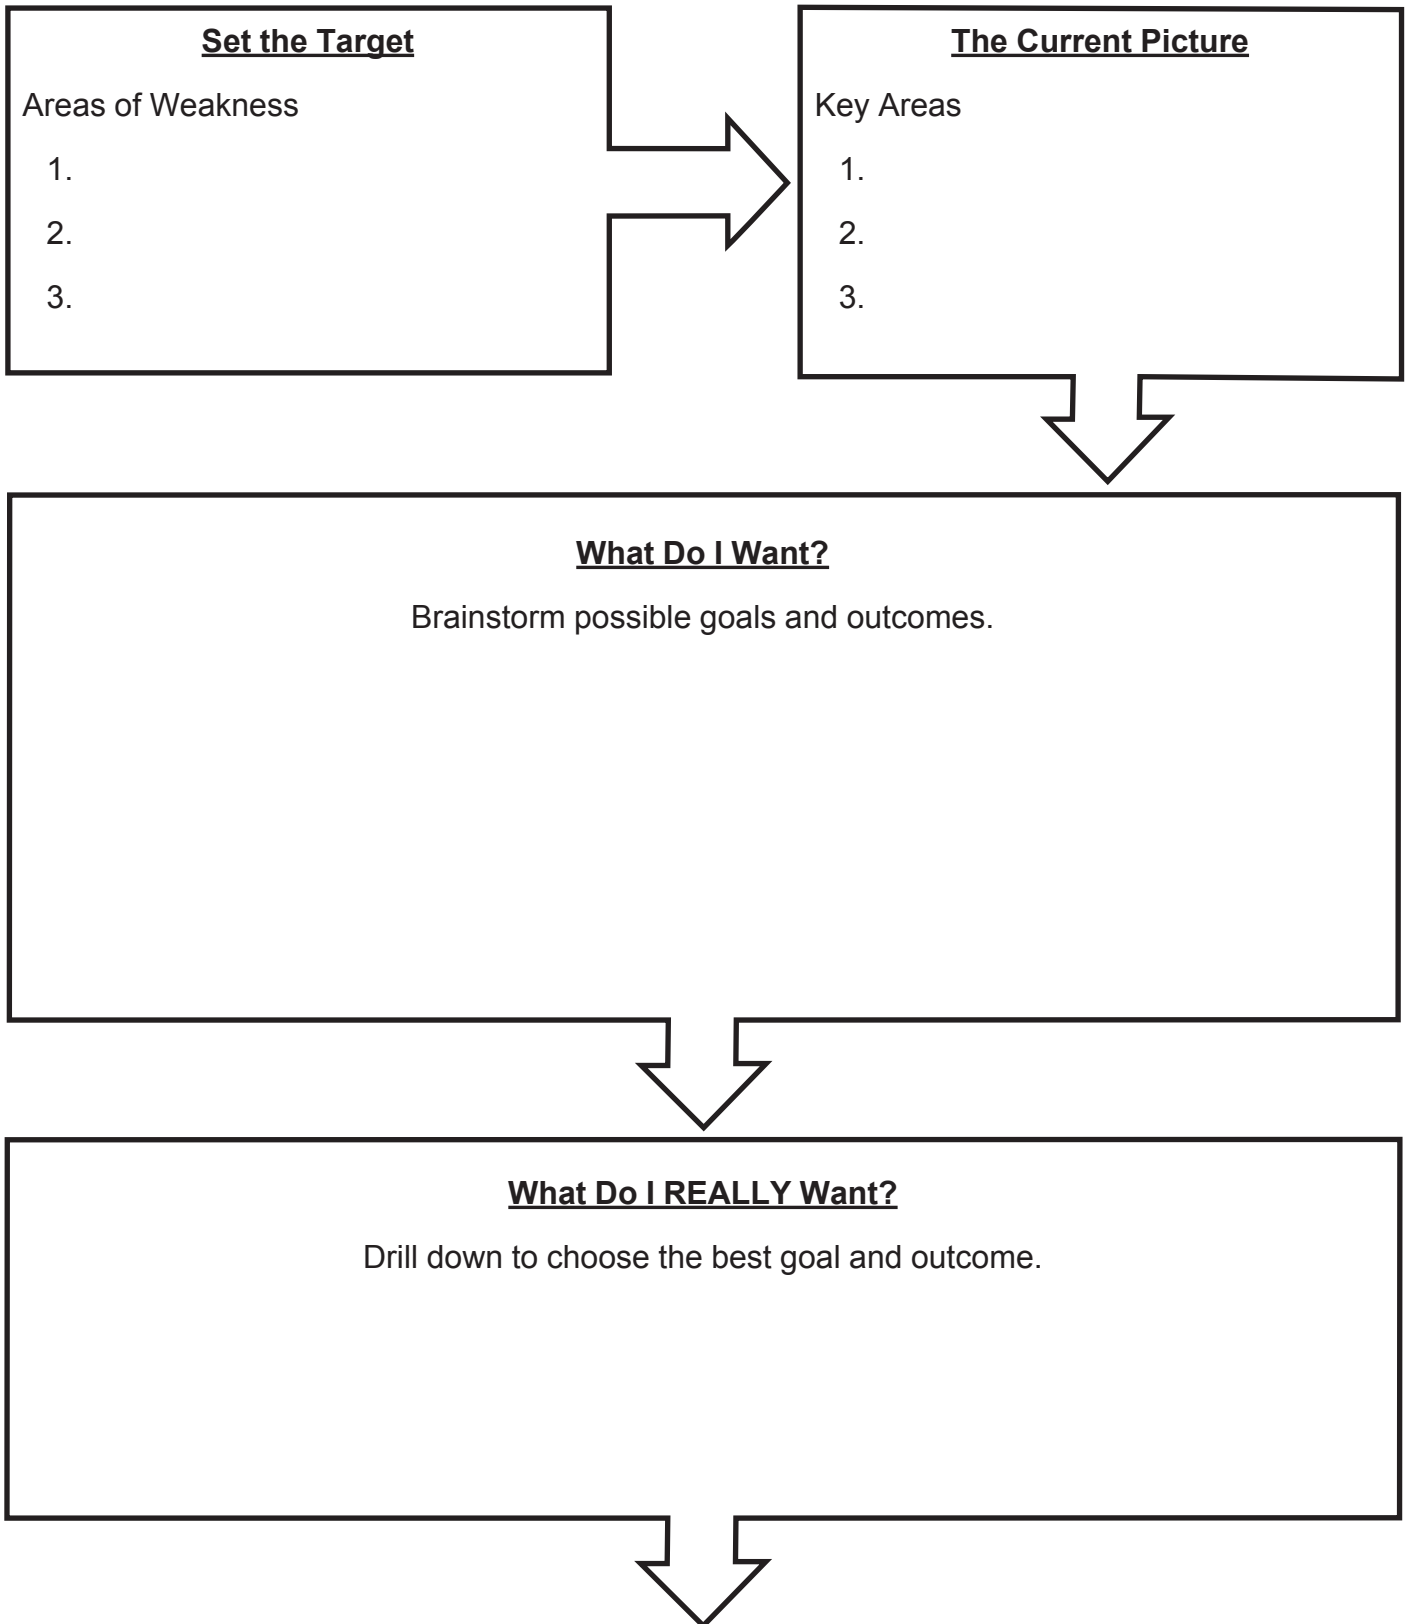 Set the Target
Areas of Weakness
1.
2.
3.
The Current Picture
Key Areas
1.
2.
3.
What Do I Want?
Brainstorm possible goals and outcomes.
What Do I REALLY Want?
Drill down to choose the best goal and outcome.